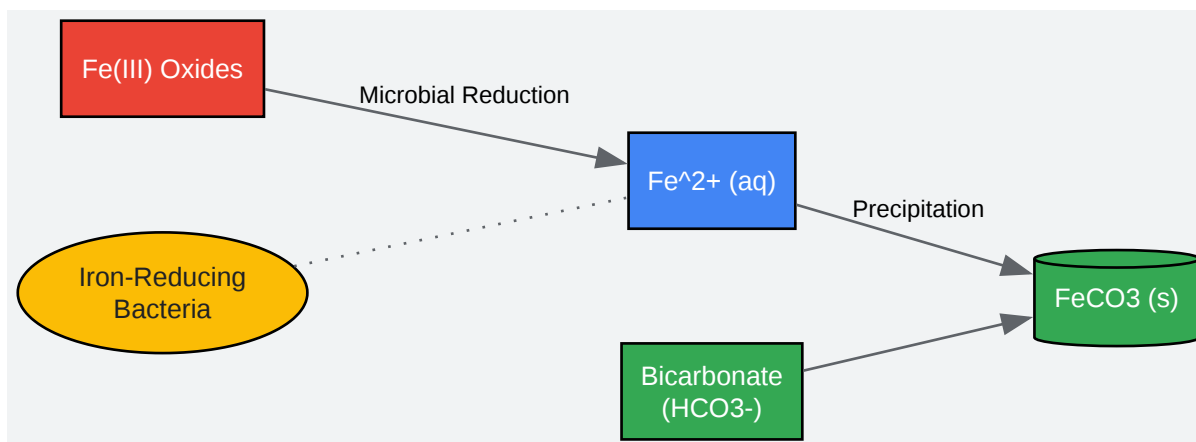 Fe(III) Oxides
Microbial Reduction
Fe^2+ (aq)
Precipitation
Iron-Reducing
Bacteria
FeCO3 (s)
Bicarbonate
(HCO3-)